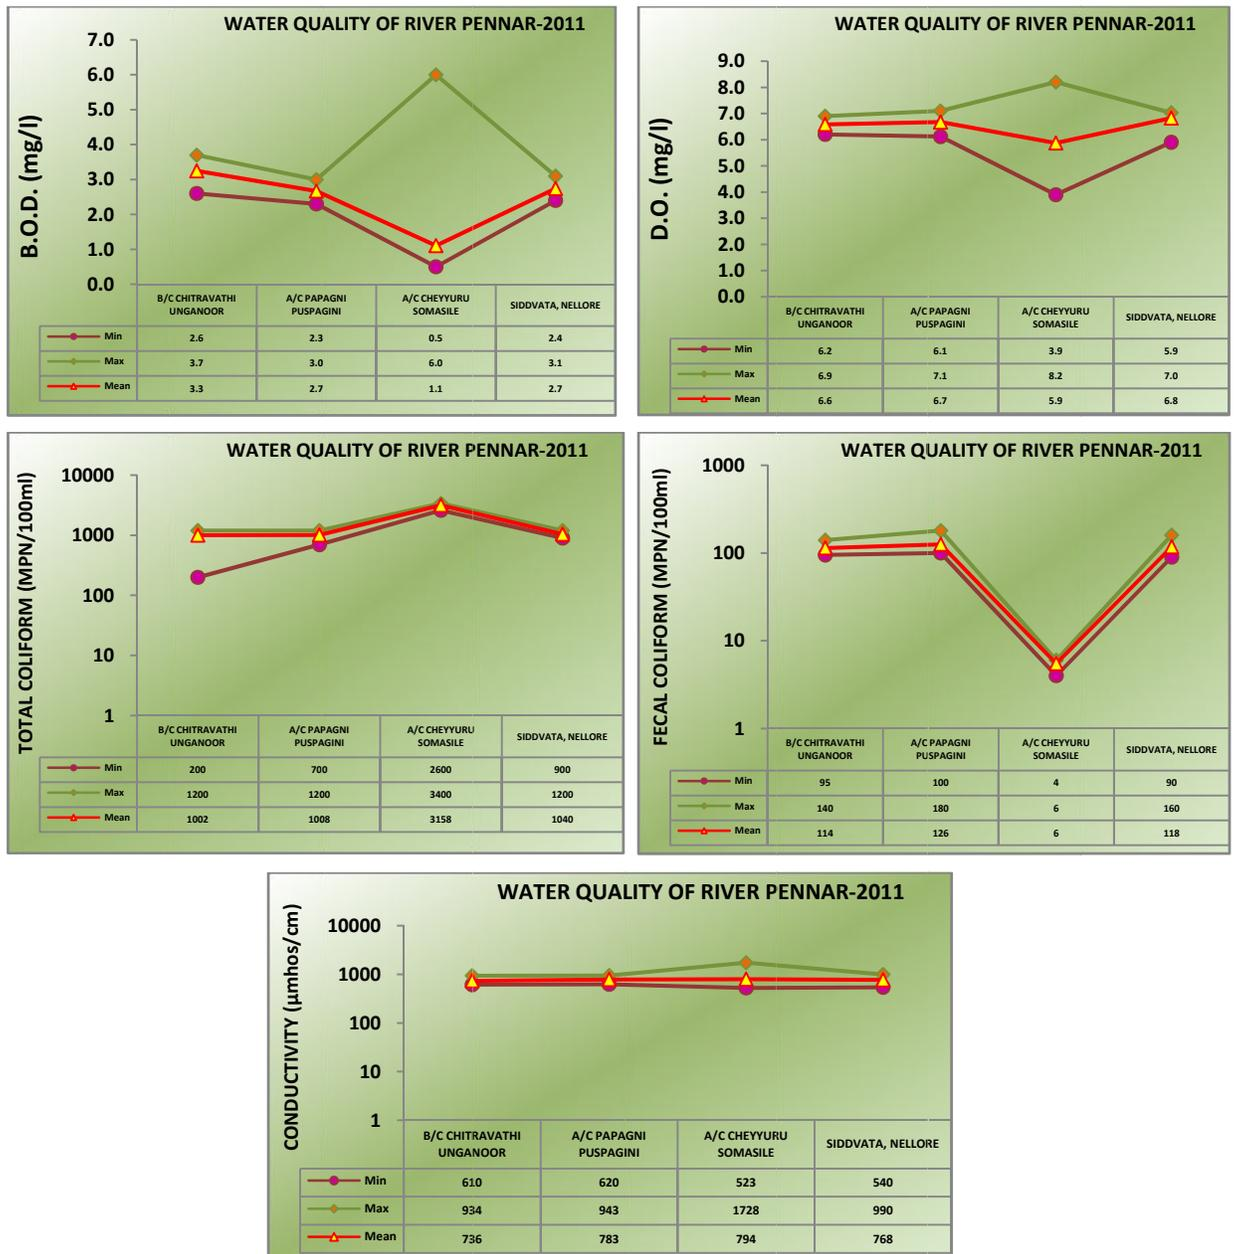 WATER QUALITY OF RIVER PENNAR-2011
B.O.D. (mg/l)
7.0
6.0
5.0
4.0
3.0
2.0
1.0
0.0
B/C CHITRAVATHI UNGANOOR A/C PAPAGNI PUSPAGINI A/C CHEYYURU SOMASILE SIDDVATA, NELLORE
Min 2.6 2.3 0.5 2.4
Max 3.7 3.0 6.0 3.1
Mean 3.3 2.7 1.1 2.7
WATER QUALITY OF RIVER PENNAR-2011
D.O. (mg/l)
9.0
8.0
7.0
6.0
5.0
4.0
3.0
2.0
1.0
0.0
B/C CHITRAVATHI UNGANOOR A/C PAPAGNI PUSPAGINI A/C CHEYYURU SOMASILE SIDDVATA, NELLORE
Min 6.2 6.1 3.9 5.9
Max 6.9 7.1 8.2 7.0
Mean 6.6 6.7 5.9 6.8
WATER QUALITY OF RIVER PENNAR-2011
TOTAL COLIFORM (MPN/100ml)
10000
1000
100
10
1
B/C CHITRAVATHI UNGANOOR A/C PAPAGNI PUSPAGINI A/C CHEYYURU SOMASILE SIDDVATA, NELLORE
Min 200 700 2600 900
Max 1200 1200 3400 1200
Mean 1002 1008 3158 1040
WATER QUALITY OF RIVER PENNAR-2011
FECAL COLIFORM (MPN/100ml)
1000
100
10
1
B/C CHITRAVATHI UNGANOOR A/C PAPAGNI PUSPAGINI A/C CHEYYURU SOMASILE SIDDVATA, NELLORE
Min 95 100 4 90
Max 140 180 6 160
Mean 114 126 6 118
WATER QUALITY OF RIVER PENNAR-2011
CONDUCTIVITY (µmhos/cm)
10000
1000
100
10
1
B/C CHITRAVATHI UNGANOOR A/C PAPAGNI PUSPAGINI A/C CHEYYURU SOMASILE SIDDVATA, NELLORE
Min 610 620 523 540
Max 934 943 1728 990
Mean 736 783 794 768